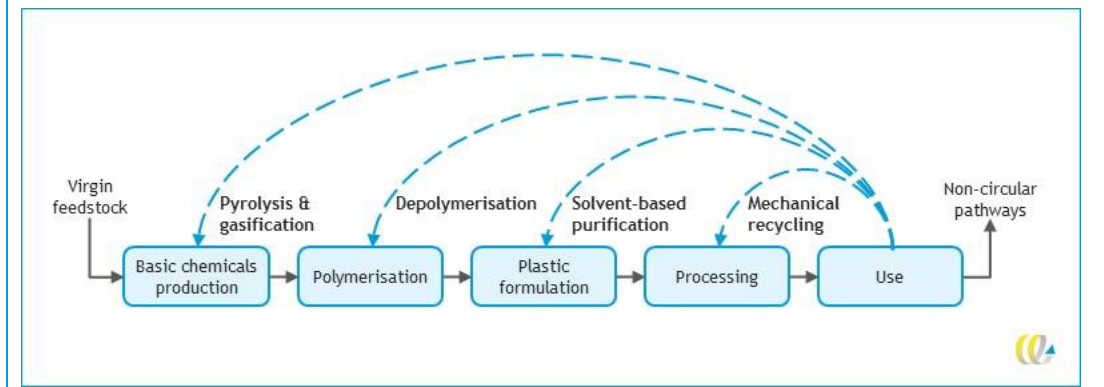 Virgin
feedstock
Pyrolysis &
gasification
Depolymerisation
Solvent-based
purification
Mechanical
recycling
Non-circular
pathways
Basic chemicals
production
Polymerisation
Plastic
formulation
Processing
Use